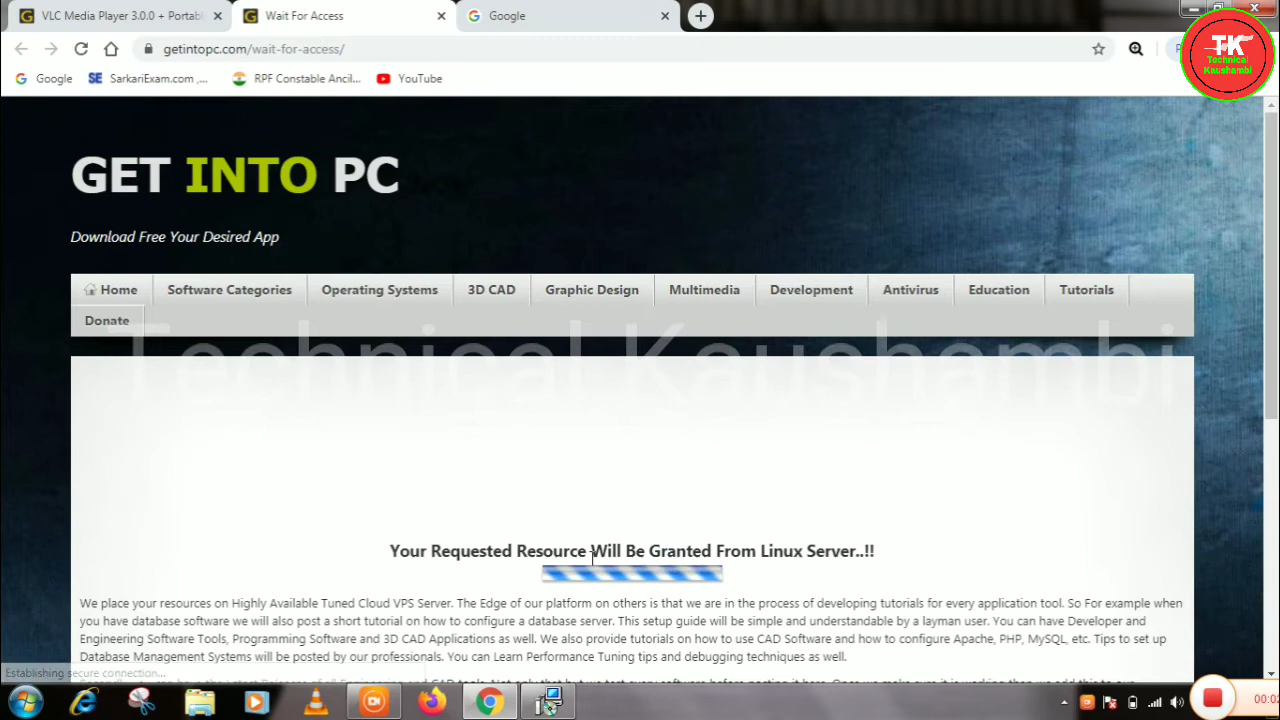 VLC Media Player 3.0.0 + Portabl
Wait For Access
Google
getintopc.com/wait-for-access/
Google
SarkariExam.com ,...
RPF Constable Ancil...
YouTube
TK
Technical
Kaushambi
GET INTO PC
Download Free Your Desired App
Home
Software Categories
Operating Systems
3D CAD
Graphic Design
Multimedia
Development
Antivirus
Education
Tutorials
Donate
Technical Kaushambi
Your Requested Resource Will Be Granted From Linux Server..!!
We place your resources on Highly Available Tuned Cloud VPS Server. The Edge of our platform on others is that we are in the process of developing tutorials for every application tool. So For example when
you have database software we will also post a short tutorial on how to configure a database server. This setup guide will be simple and understandable by a layman user. You can have Developer and
Engineering Software Tools, Programming Software and 3D CAD Applications as well. We also provide tutorials on how to use CAD Software and how to configure Apache, PHP, MySQL, etc. Tips to set up
Database Management Systems will be posted by our professionals. You can Learn Performance Tuning tips and debugging techniques as well.
Establishing secure connection...
00:0